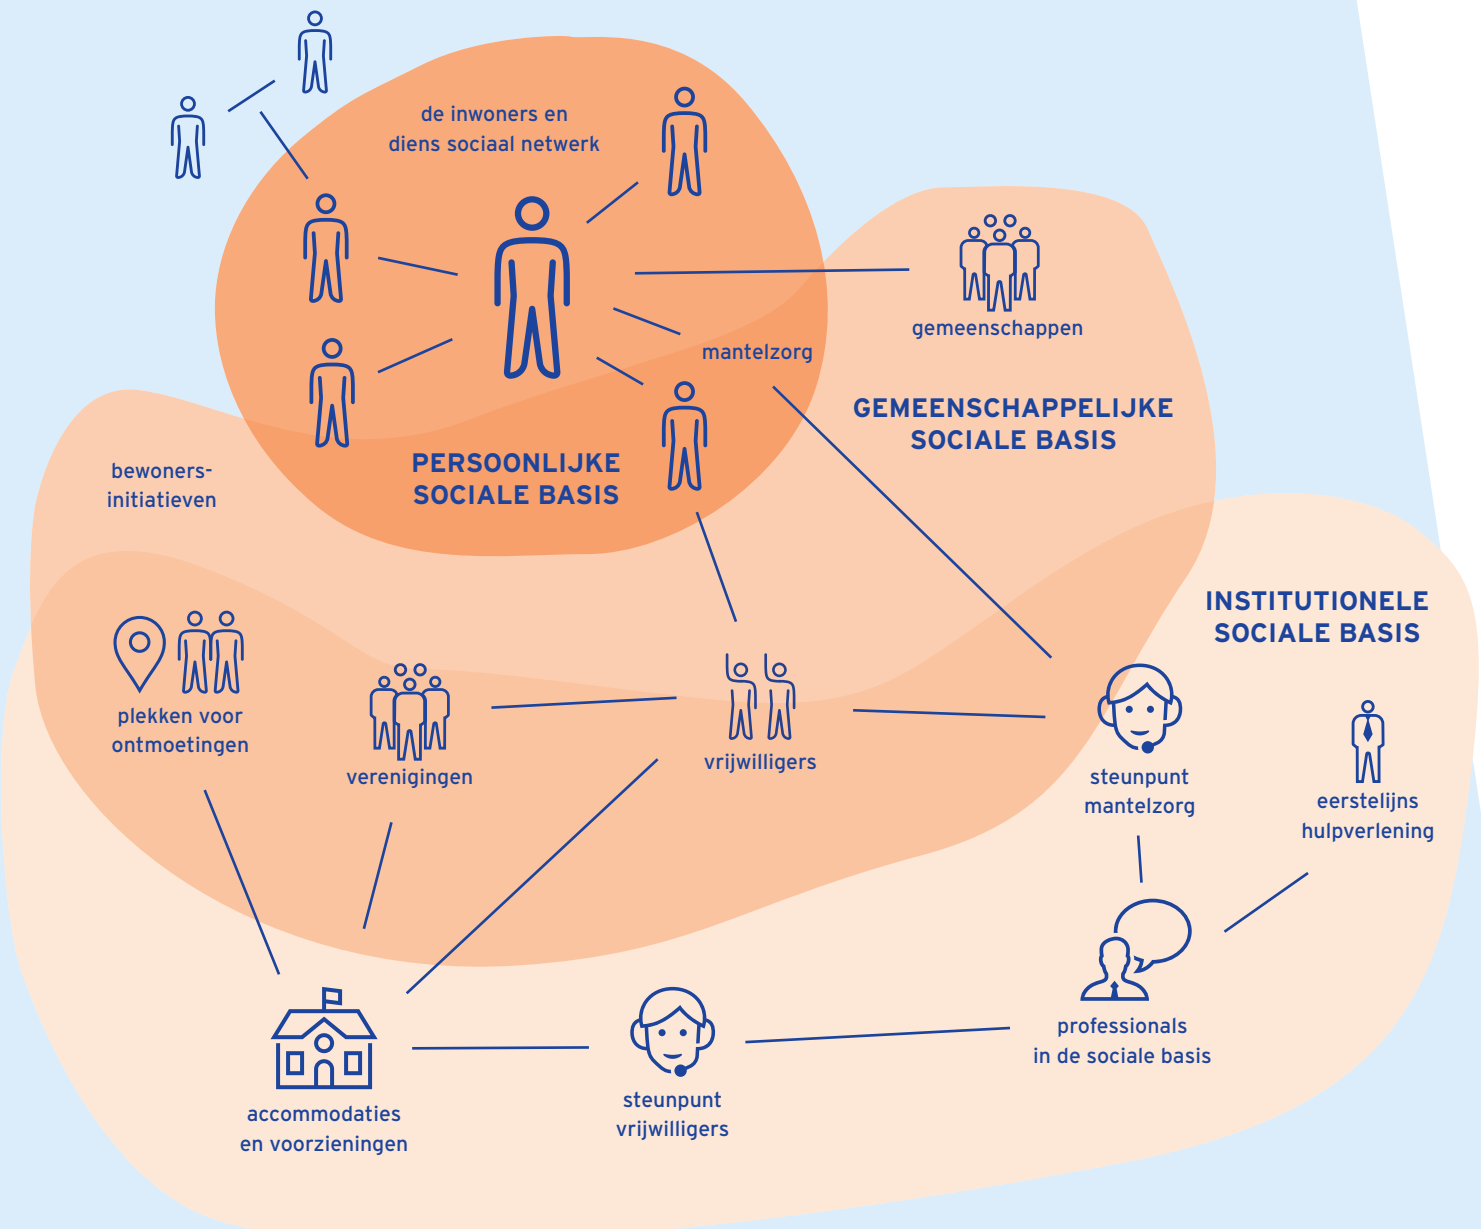 de inwoners en
diens sociaal netwerk
gemeenschappen
mantelzorg
GEMEENSCHAPPELIJKE
SOCIALE BASIS
PERSOONLIJKE
SOCIALE BASIS
bewoners-
initiatieven
INSTITUTIONELE
SOCIALE BASIS
plekken voor
ontmoetingen
verenigingen
vrijwilligers
steunpunt
mantelzorg
eerstelijns
hulpverlening
professionals
in de sociale basis
accommodaties
en voorzieningen
steunpunt
vrijwilligers